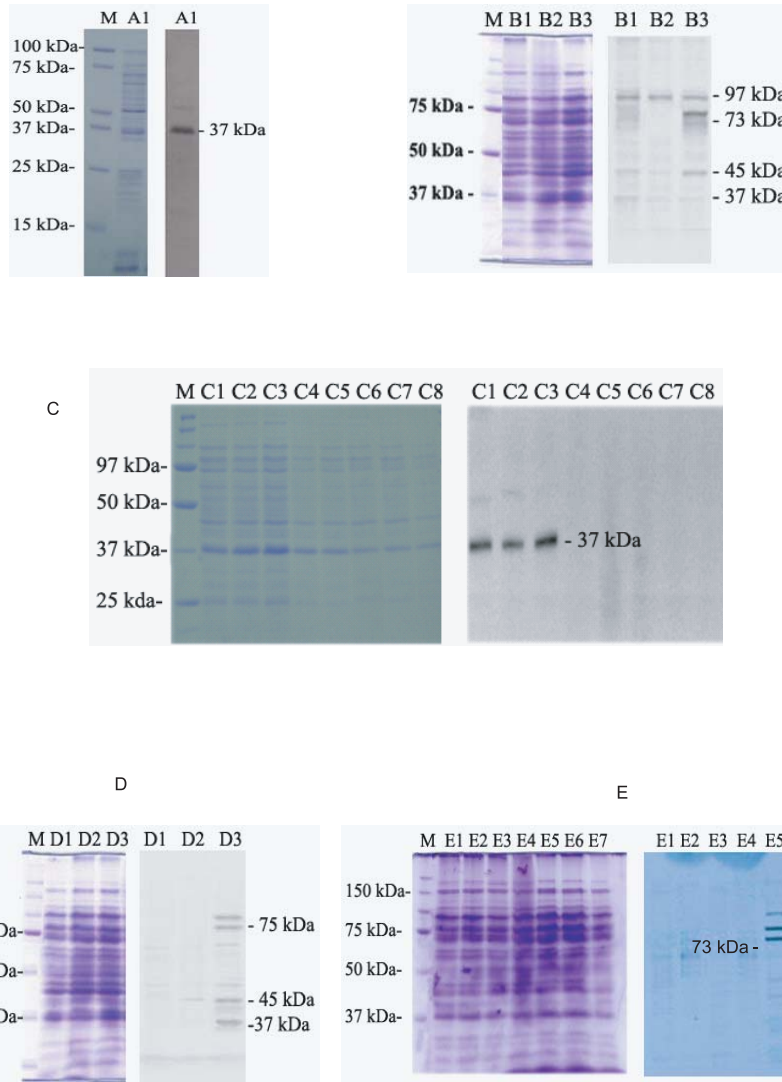 M A1 A1
100 kDa-
75 kDa-
50 kDa-
37 kDa-
- 37 kDa
25 kDa-
15 kDa-
M B1 B2 B3 B1 B2 B3
- 97 kDa
75 kDa -
- 73 kDa
50 kDa -
- 45 kDa
37 kDa -
- 37 kDa
C
M C1 C2 C3 C4 C5 C6 C7 C8 C1 C2 C3 C4 C5 C6 C7 C8
97 kDa-
50 kDa-
37 kDa-
- 37 kDa
25 kda-
D
M D1 D2 D3 D1 D2 D3
- 75 kDa
Da-
Da-
- 45 kDa
Da-
-37 kDa
E
M E1 E2 E3 E4 E5 E6 E7 E1 E2 E3 E4 E5
150 kDa-
75 kDa-
73 kDa -
50 kDa-
37 kDa-